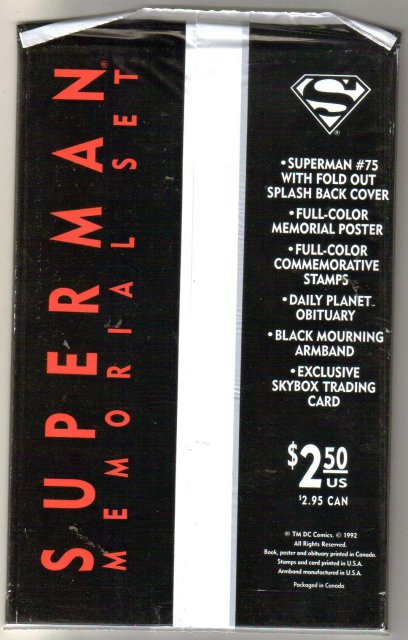 SUPERMAN®
MEMORIAL SET
S
•SUPERMAN #75
WITH FOLD OUT
SPLASH BACK COVER
•FULL-COLOR
MEMORIAL POSTER
•FULL-COLOR
COMMEMORATIVE
STAMPS
•DAILY PLANET™
OBITUARY
•BLACK MOURNING
ARMBAND
•EXCLUSIVE
SKYBOX TRADING
CARD
$2.50
US
$2.95 CAN
® TM DC Comics. © 1992
All Rights Reserved.
Book, poster and obituary printed in Canada.
Stamps and card printed in U.S.A.
Armband manufactured in U.S.A.
Packaged in Canada